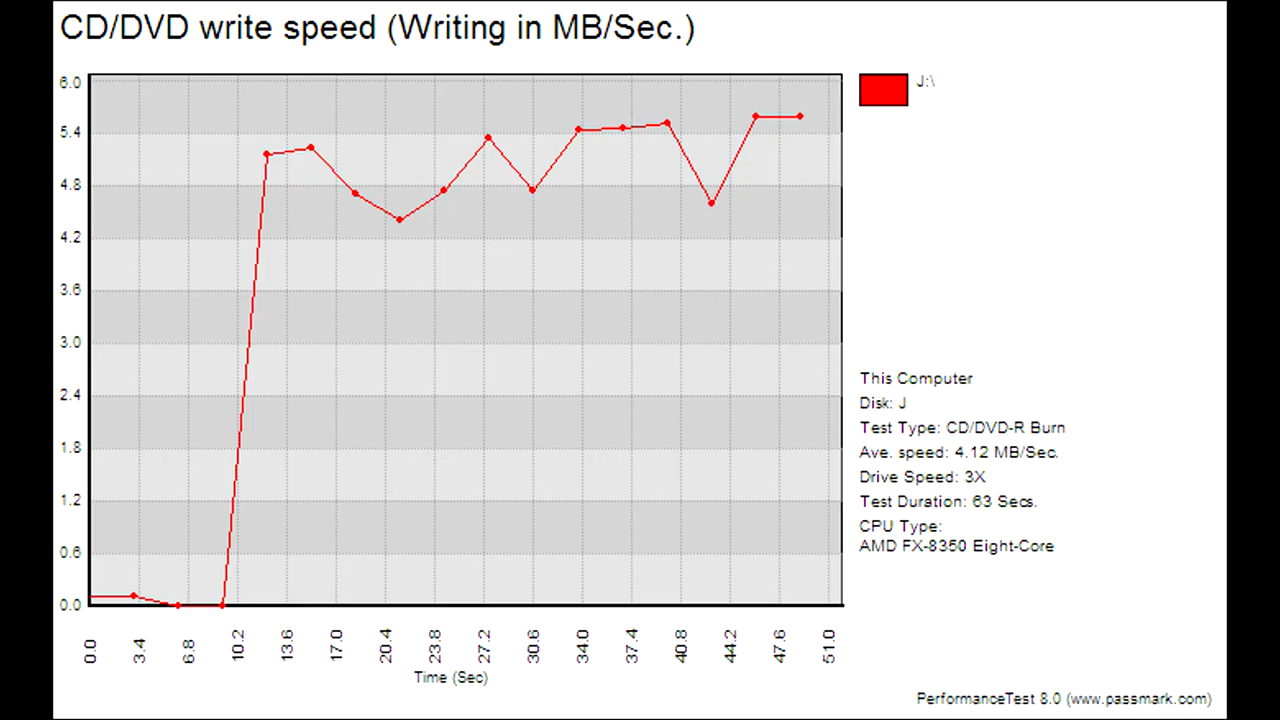 CD/DVD write speed (Writing in MB/Sec.)
6.0
5.4
4.8
4.2
3.6
3.0
2.4
1.8
1.2
0.6
0.0
0.0 3.4 6.8 10.2 13.6 17.0 20.4 23.8 27.2 30.6 34.0 37.4 40.8 44.2 47.6 51.0
Time (Sec)
J:\
This Computer
Disk: J
Test Type: CD/DVD-R Burn
Ave. speed: 4.12 MB/Sec.
Drive Speed: 3X
Test Duration: 63 Secs.
CPU Type:
AMD FX-8350 Eight-Core
PerformanceTest 8.0 (www.passmark.com)